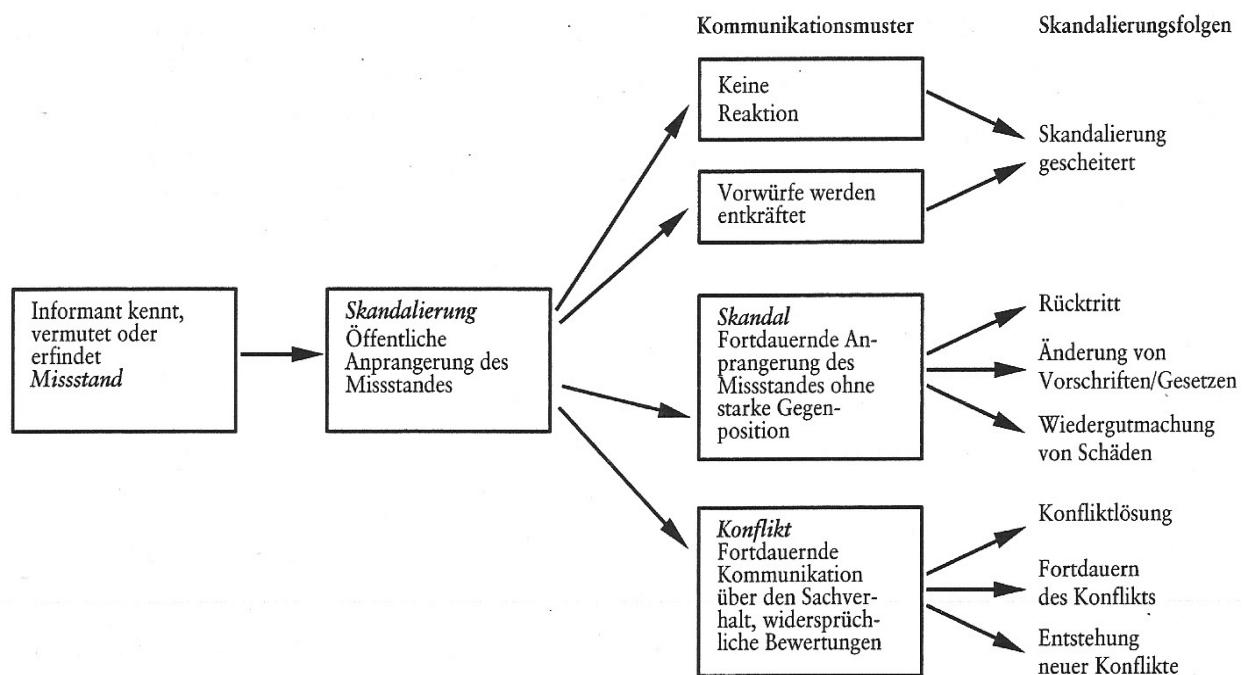 Kommunikationsmuster
Skandalierungsfolgen
Keine
Reaktion
Skandalierung
gescheitert
Vorwürfe werden
entkräftet
Informant kennt,
vermutet oder
erfindet
Missstand
Skandalierung
Öffentliche
Anprangerung des
Missstandes
Skandal
Fortdauernde An-
prangerung des
Missstandes ohne
starke Gegen-
position
Rücktritt
Änderung von
Vorschriften/Gesetzen
Wiedergutmachung
von Schäden
Konflikt
Fortdauernde
Kommunikation
über den Sachver-
halt, widersprüch-
liche Bewertungen
Konfliktlösung
Fortdauern
des Konflikts
Entstehung
neuer Konflikte